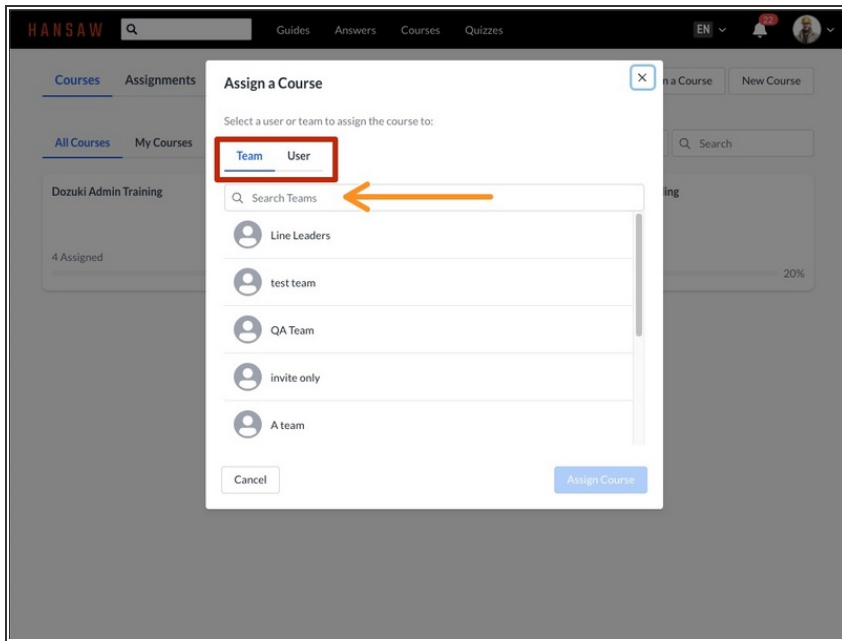 HANSAW Guides Answers Courses Quizzes EN 22
Courses Assignments n a Course New Course
Assign a Course
Select a user or team to assign the course to:
All Courses My Courses Search
Team User
Dozuki Admin Training ing
Search Teams
Line Leaders
4 Assigned 20%
test team
QA Team
invite only
A team
Cancel Assign Course